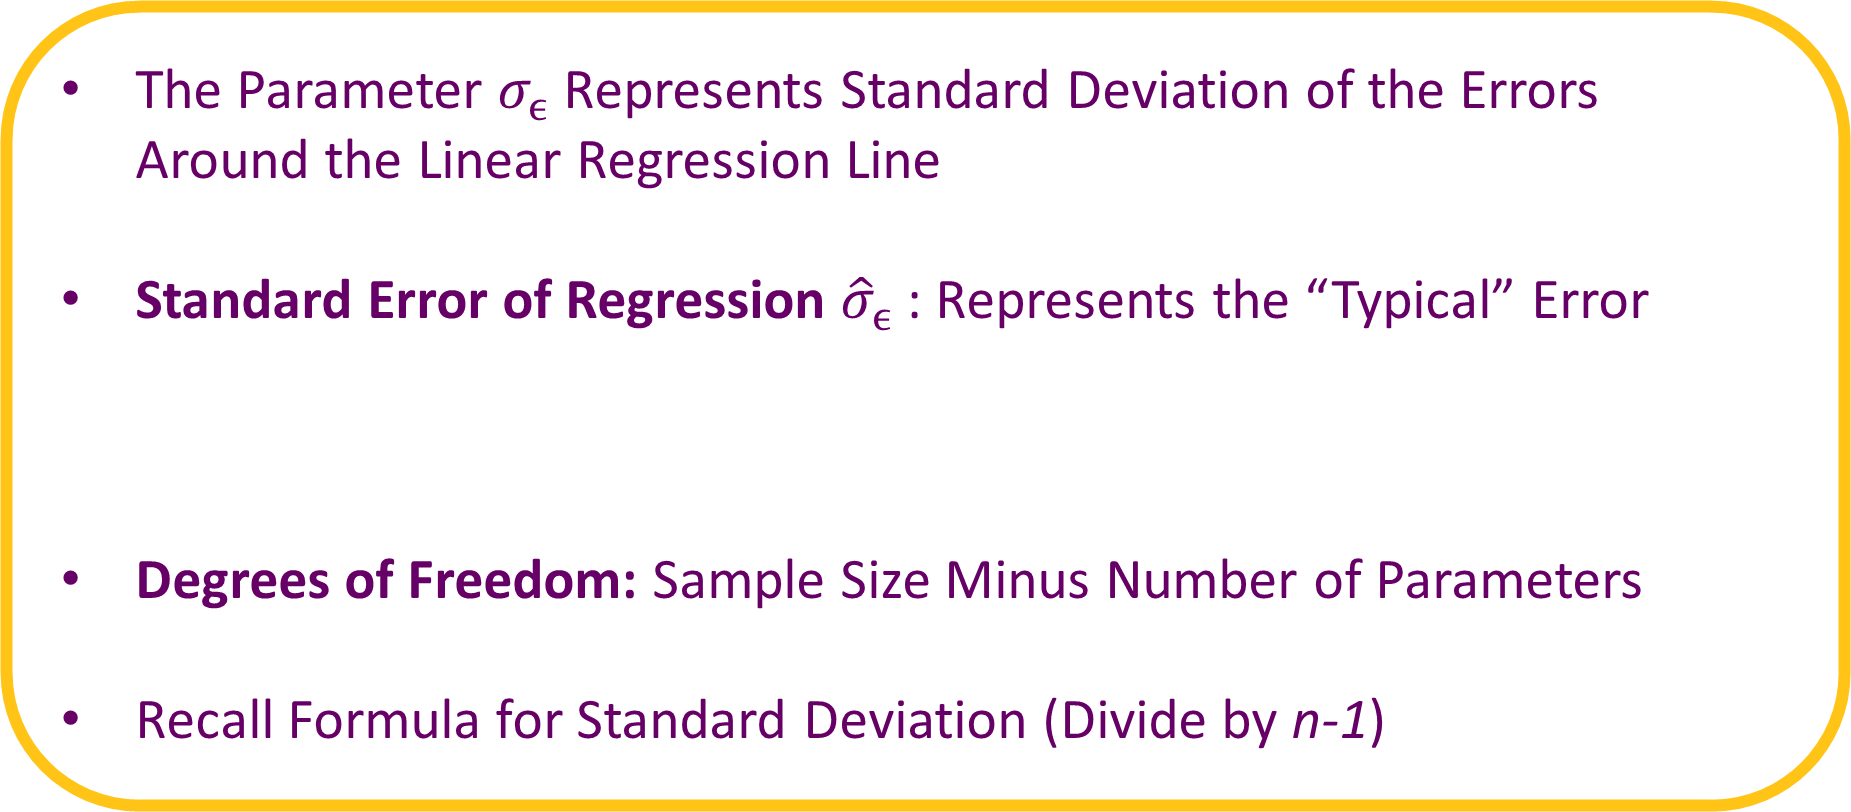 • The Parameter σ_ϵ Represents Standard Deviation of the Errors
Around the Linear Regression Line
• Standard Error of Regression σ̂_ϵ : Represents the “Typical” Error
• Degrees of Freedom: Sample Size Minus Number of Parameters
• Recall Formula for Standard Deviation (Divide by n-1)